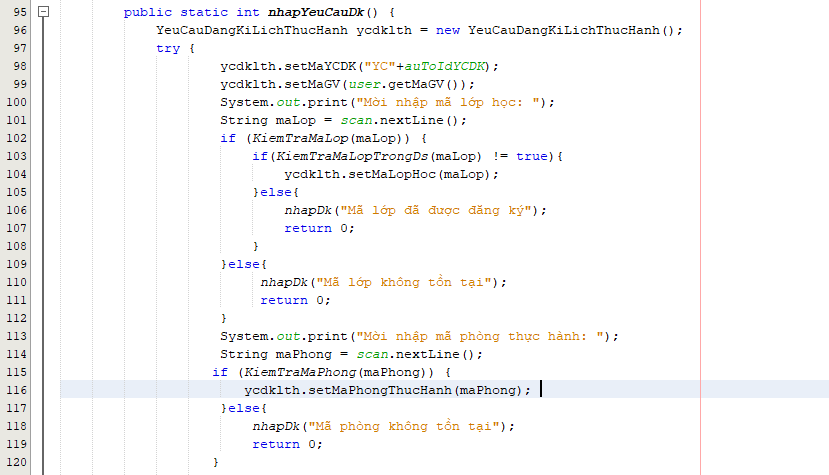 95 public static int nhapYeuCauDk() {
96 YeuCauDangKiLichThucHanh ycdklth = new YeuCauDangKiLichThucHanh();
97 try {
98 ycdklth.setMaYCDK("YC"+auToIdYCDK);
99 ycdklth.setMaGV(user.getMaGV());
100 System.out.print("Mời nhập mã lớp học: ");
101 String maLop = scan.nextLine();
102 if (KiemTraMaLop(maLop)) {
103 if(KiemTraMaLopTrongDs(maLop) != true){
104 ycdklth.setMaLopHoc(maLop);
105 }else{
106 nhapDk("Mã lớp đã được đăng ký");
107 return 0;
108 }
109 }else{
110 nhapDk("Mã lớp không tồn tại");
111 return 0;
112 }
113 System.out.print("Mời nhập mã phòng thực hành: ");
114 String maPhong = scan.nextLine();
115 if (KiemTraMaPhong(maPhong)) {
116 ycdklth.setMaPhongThucHanh(maPhong);
117 }else{
118 nhapDk("Mã phòng không tồn tại");
119 return 0;
120 }